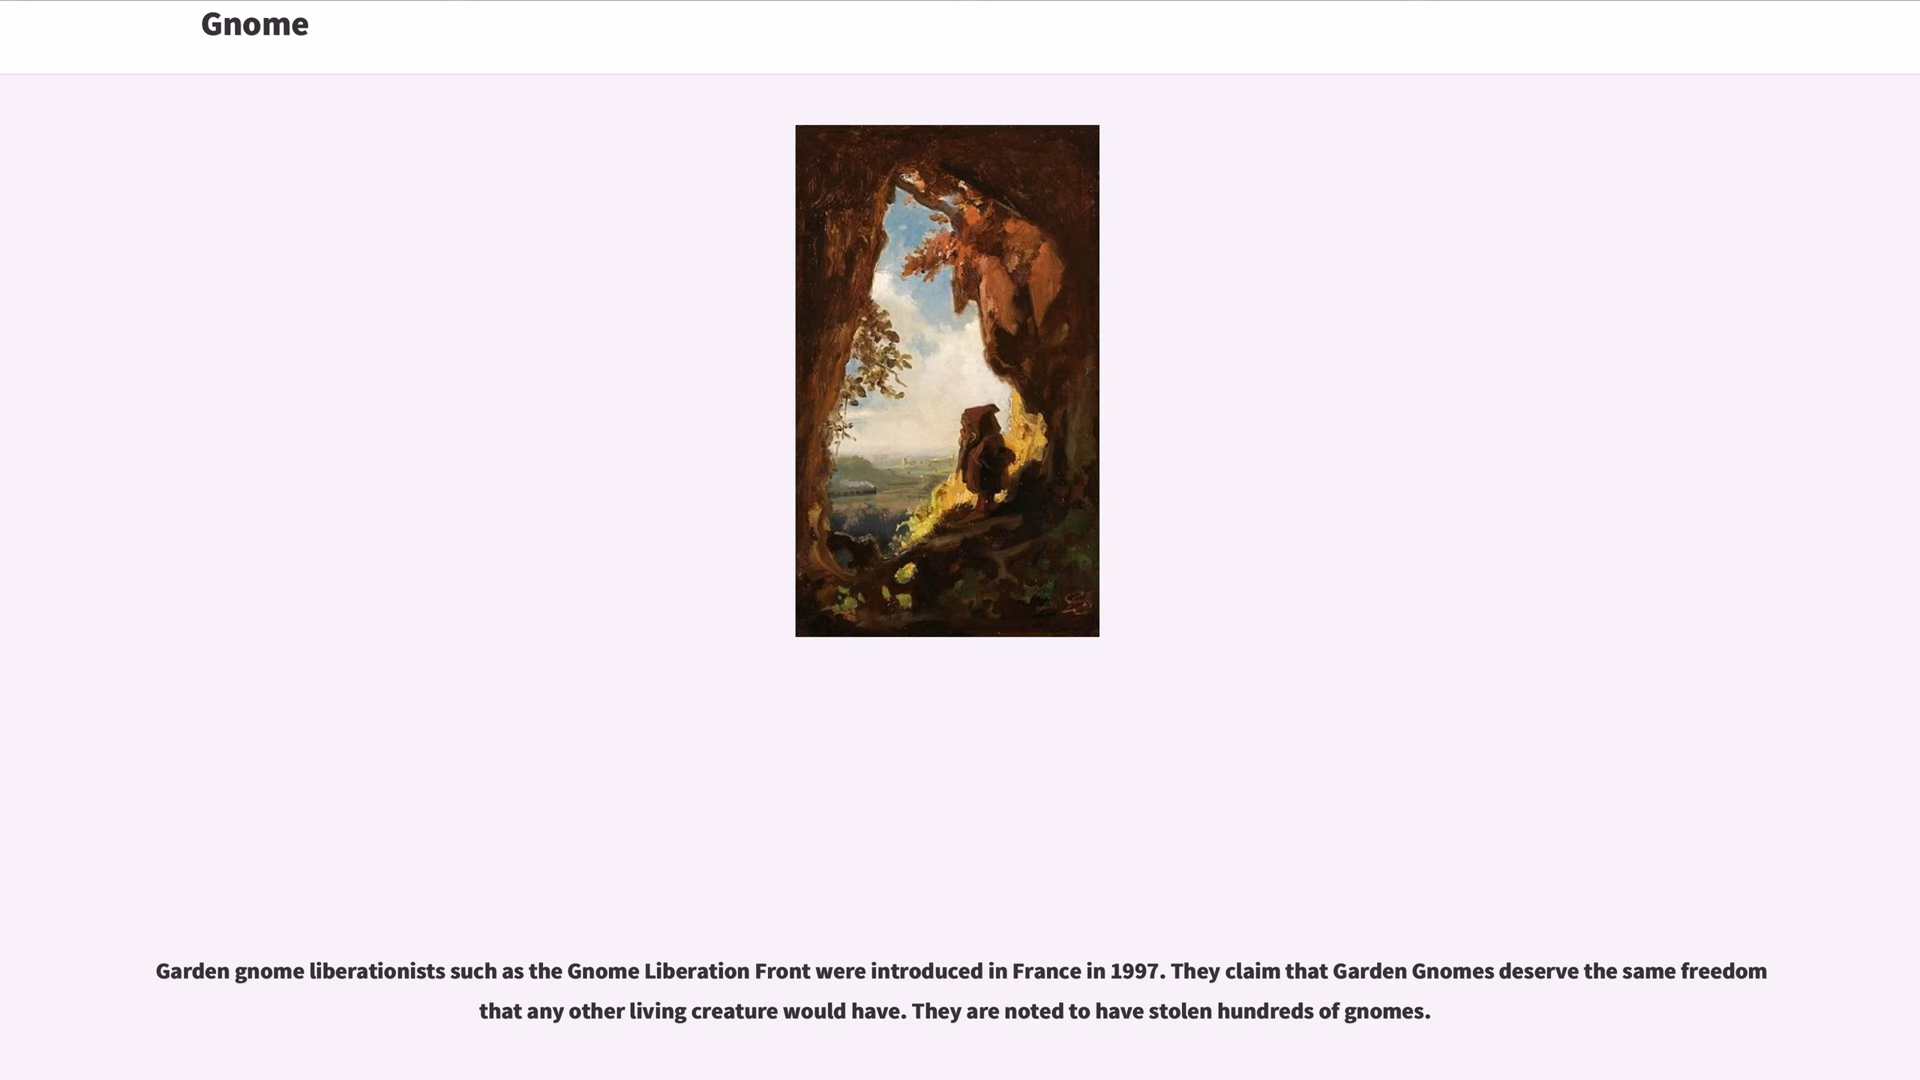 Gnome
Garden gnome liberationists such as the Gnome Liberation Front were introduced in France in 1997. They claim that Garden Gnomes deserve the same freedom
that any other living creature would have. They are noted to have stolen hundreds of gnomes.